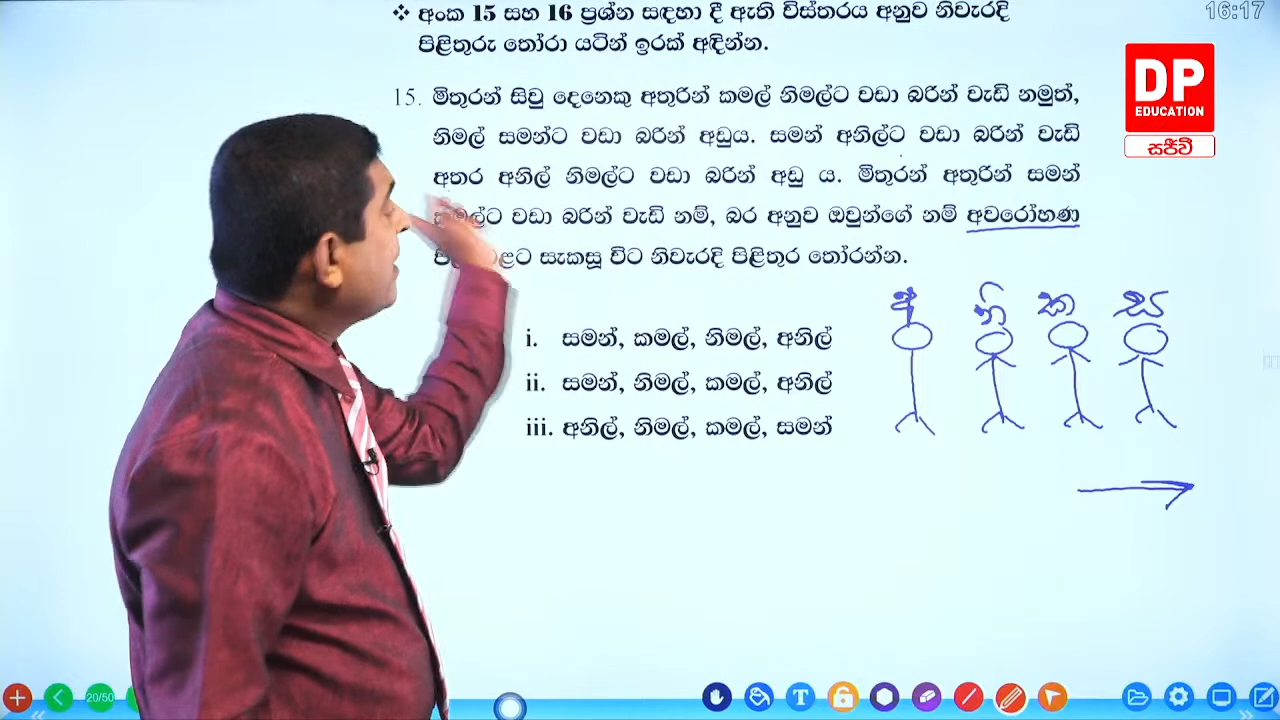 16:17
❖ අංක 15 සහ 16 ප්‍රශ්න සඳහා දී ඇති විස්තරය අනුව නිවැරදි
පිළිතුරු තෝරා යටින් ඉරක් අඳින්න.
DP
EDUCATION
සජීවී
15. මිතුරන් සිවු දෙනෙකු අතුරින් කමල් නිමල්ට වඩා බරින් වැඩි නමුත්,
නිමල් සමන්ට වඩා බරින් අඩුය. සමන් අනිල්ට වඩා බරින් වැඩි
අතර අනිල් නිමල්ට වඩා බරින් අඩු ය. මිතුරන් අතුරින් සමන්
වඩා බරින් වැඩි නම්, බර අනුව ඔවුන්ගේ නම් අවරෝහණ
සැකසූ විට නිවැරදි පිළිතුර තෝරන්න.
අ නි ක ස
i. සමන්, කමල්, නිමල්, අනිල්
ii. සමන්, නිමල්, කමල්, අනිල්
iii. අනිල්, නිමල්, කමල්, සමන්
20/50